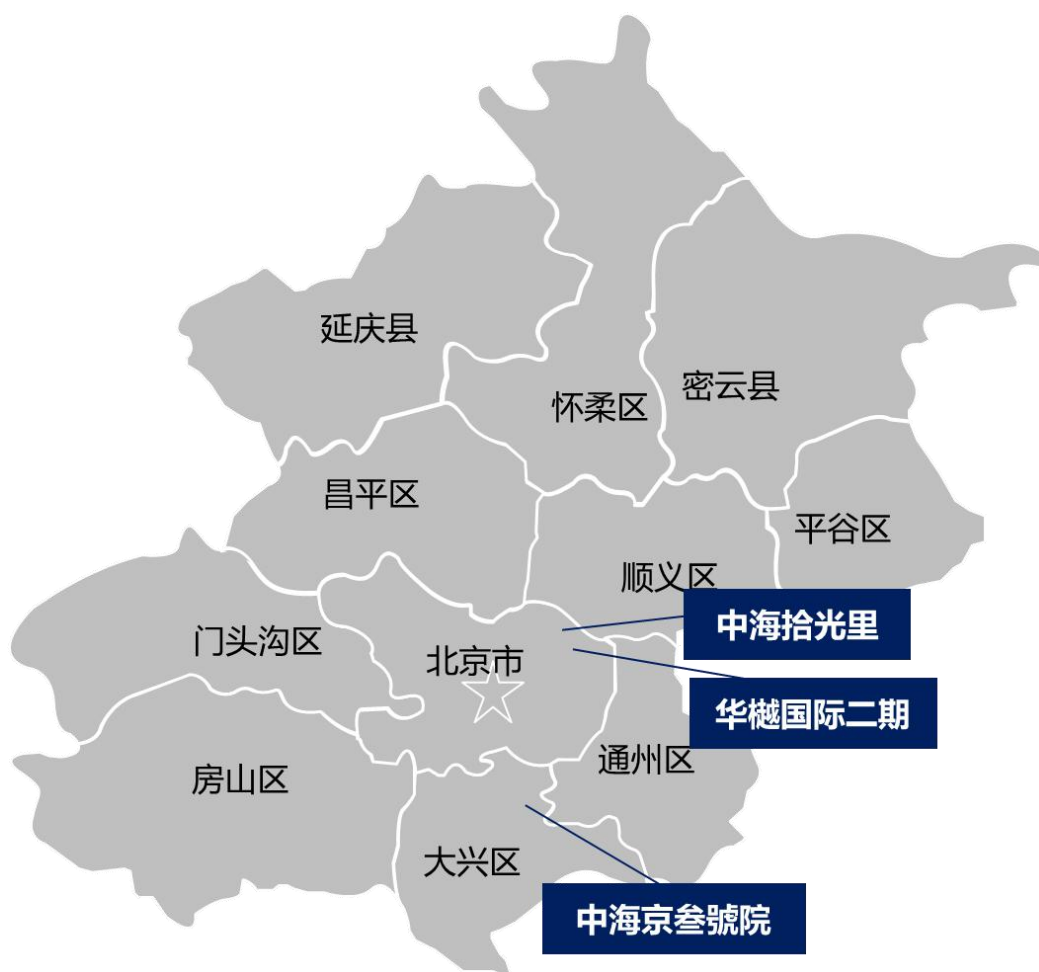 延庆县
密云县
怀柔区
昌平区
平谷区
顺义区
中海拾光里
门头沟区
北京市
华樾国际二期
通州区
房山区
大兴区
中海京叁號院